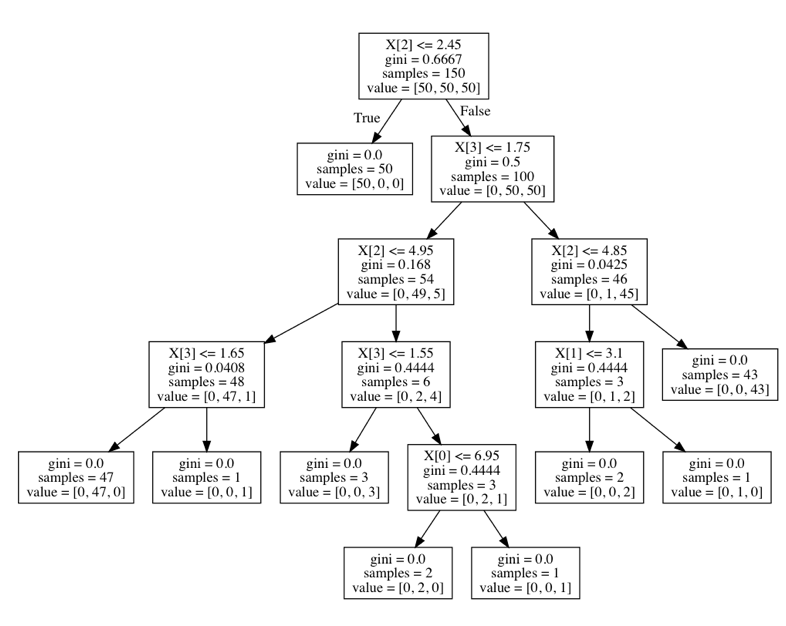 X[2] <= 2.45
gini = 0.6667
samples = 150
value = [50, 50, 50]
True
False
gini = 0.0
samples = 50
value = [50, 0, 0]
X[3] <= 1.75
gini = 0.5
samples = 100
value = [0, 50, 50]
X[2] <= 4.95
gini = 0.168
samples = 54
value = [0, 49, 5]
X[2] <= 4.85
gini = 0.0425
samples = 46
value = [0, 1, 45]
X[3] <= 1.65
gini = 0.0408
samples = 48
value = [0, 47, 1]
X[3] <= 1.55
gini = 0.4444
samples = 6
value = [0, 2, 4]
X[1] <= 3.1
gini = 0.4444
samples = 3
value = [0, 1, 2]
gini = 0.0
samples = 43
value = [0, 0, 43]
gini = 0.0
samples = 47
value = [0, 47, 0]
gini = 0.0
samples = 1
value = [0, 0, 1]
gini = 0.0
samples = 3
value = [0, 0, 3]
X[0] <= 6.95
gini = 0.4444
samples = 3
value = [0, 2, 1]
gini = 0.0
samples = 2
value = [0, 0, 2]
gini = 0.0
samples = 1
value = [0, 1, 0]
gini = 0.0
samples = 2
value = [0, 2, 0]
gini = 0.0
samples = 1
value = [0, 0, 1]